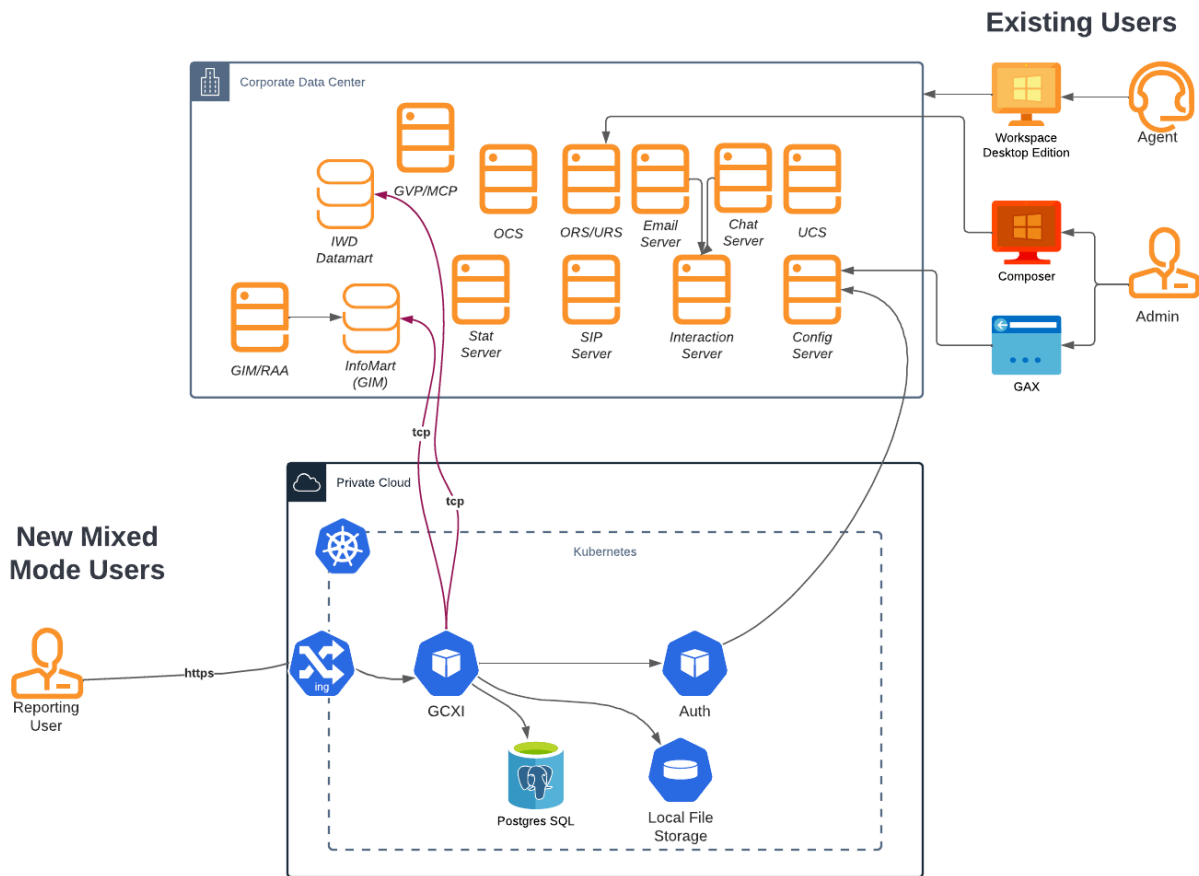 Existing Users
Corporate Data Center
GVP/MCP
IWD
Datamart
OCS
ORS/URS
Email
Server
Chat
Server
UCS
Workspace
Desktop Edition
Agent
GIM/RAA
InfoMart
(GIM)
Stat
Server
SIP
Server
Interaction
Server
Config
Server
Composer
Admin
GAX
tcp
tcp
Private Cloud
Kubernetes
New Mixed
Mode Users
https
ing
Reporting
User
GCXI
Auth
Postgres SQL
Local File
Storage